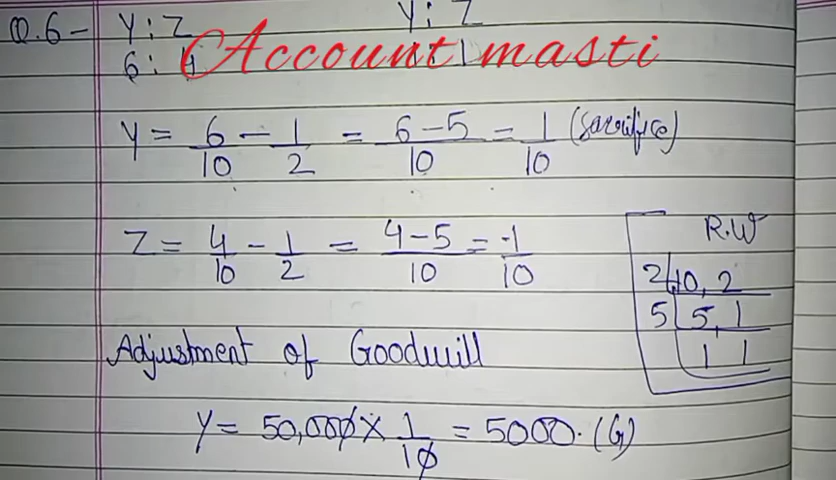 Q.6- Y:Z Y:Z
6:4 1:1
Account masti
Y = 6/10 - 1/2 = 6-5/10 = 1/10 (Sacrifice)
Z = 4/10 - 1/2 = 4-5/10 = -1/10
R.W
2 10, 2
5 5, 1
1 1
Adjustment of Goodwill
Y = 50,000 × 1/10 = 5000. (G)